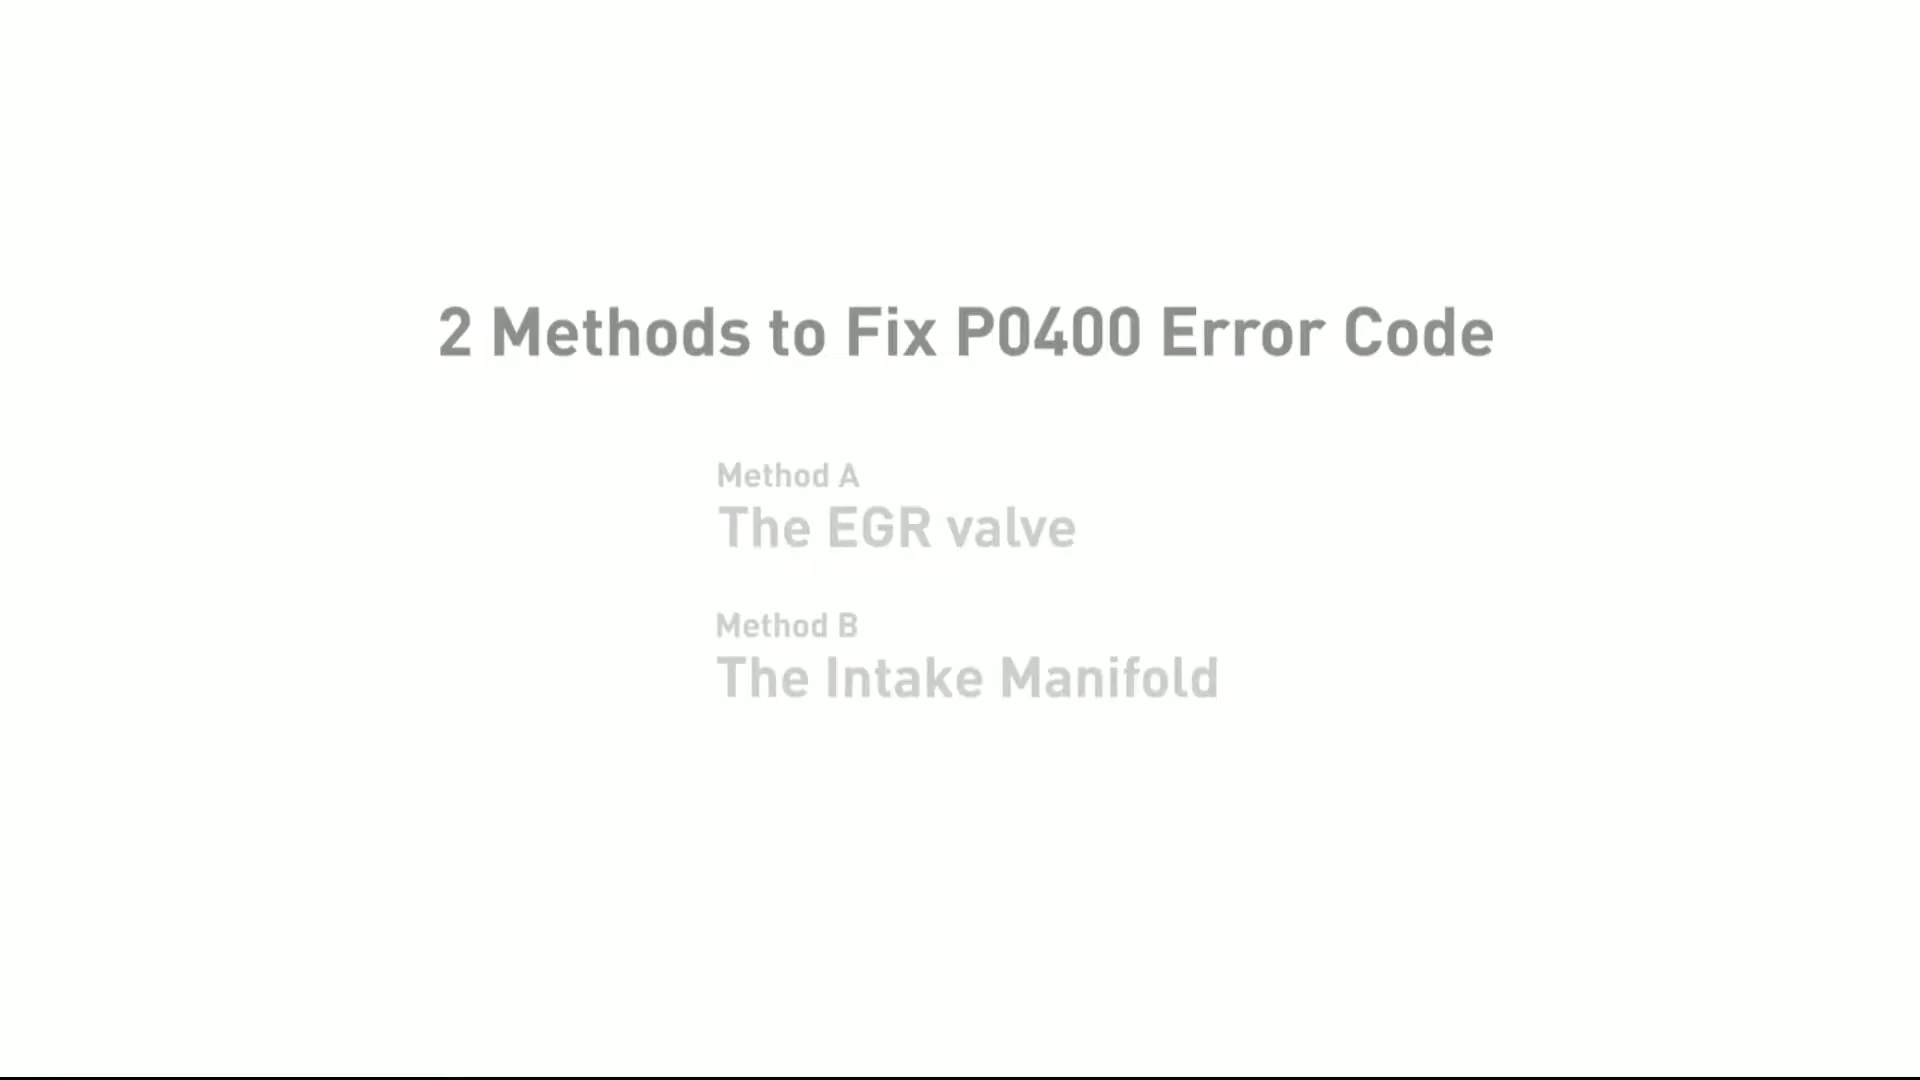 2 Methods to Fix P0400 Error Code
Method A
The EGR valve
Method B
The Intake Manifold